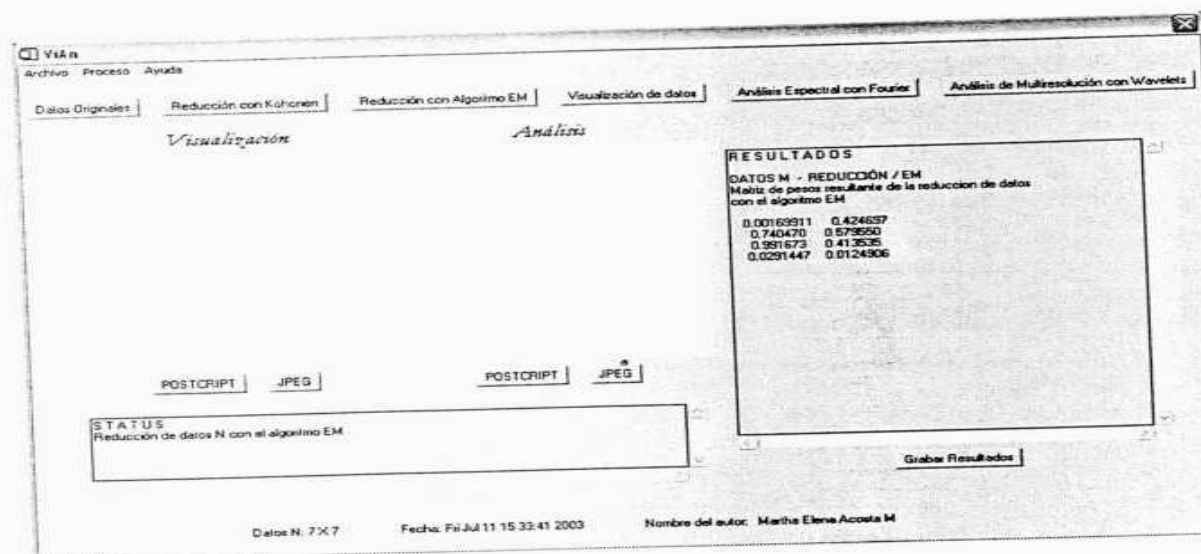 ViAn
Archivo Proceso Ayuda
Datos Originales Reducción con Kohonen Reducción con Algoritmo EM Visualización de datos Análisis Espectral con Fourier Análisis de Multiresolución con Wavelets
Visualización Análisis
RESULTADOS
DATOS M - REDUCCIÓN / EM
Matriz de pesos resultante de la reduccion de datos
con el algoritmo EM
0.00169911 0.424697
0.740470 0.579550
0.991673 0.413535
0.0291447 0.0124906
POSTCRIPT JPEG POSTCRIPT JPEG
STATUS
Reducción de datos N con el algoritmo EM
Grabar Resultados
Datos N: 7X7 Fecha: Fri Jul 11 15:33:41 2003 Nombre del autor: Martha Elena Acosta M